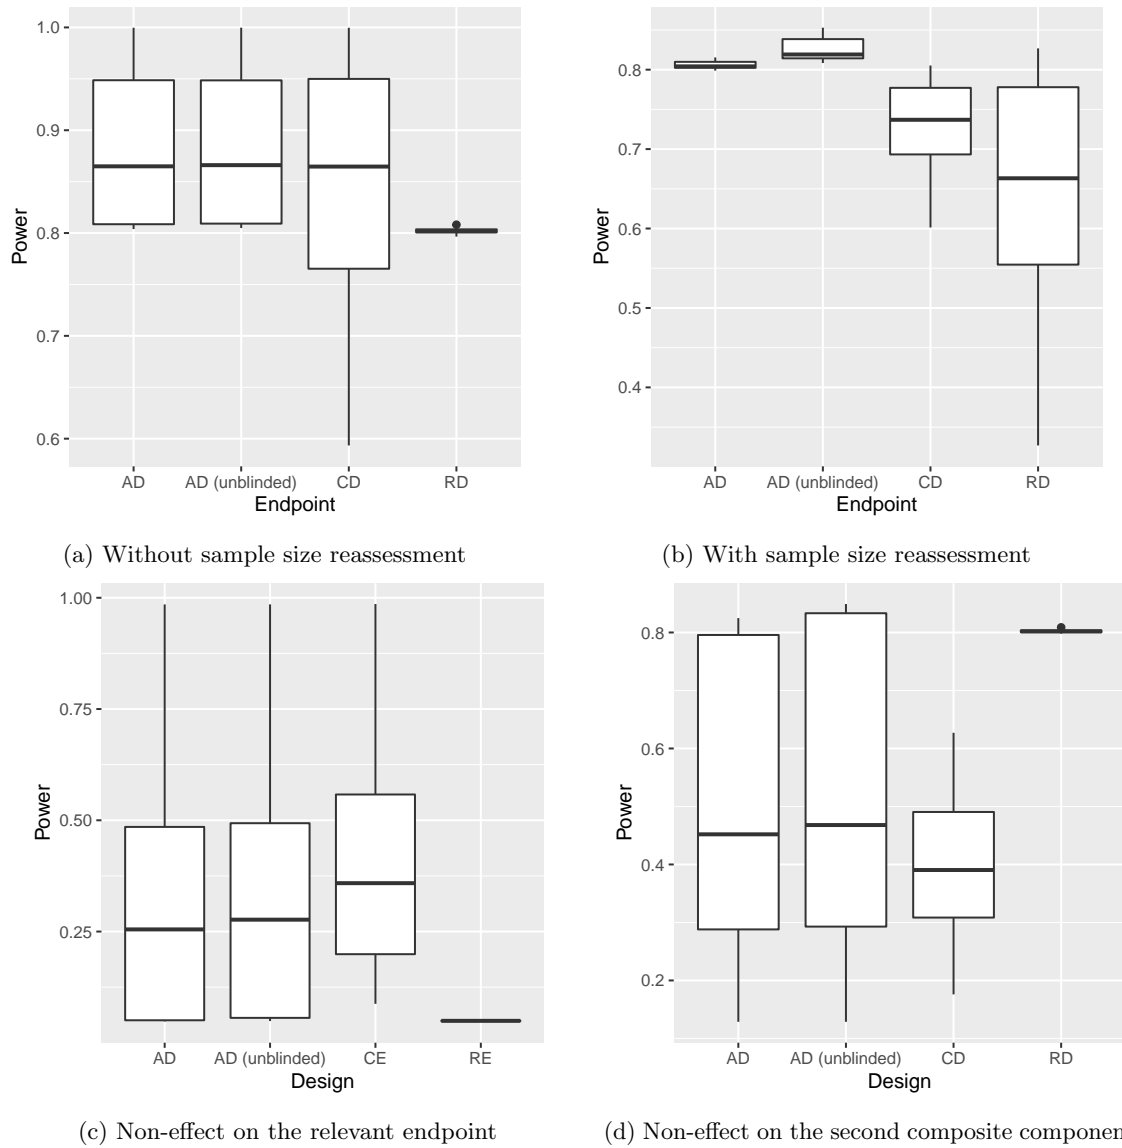 1.0
0.9
0.8
0.7
0.6
Power
AD
AD (unblinded)
CD
RD
Endpoint
(a) Without sample size reassessment
0.8
0.7
0.6
0.5
0.4
Power
AD
AD (unblinded)
CD
RD
Endpoint
(b) With sample size reassessment
1.00
0.75
0.50
0.25
Power
AD
AD (unblinded)
CE
RE
Design
(c) Non-effect on the relevant endpoint
0.8
0.6
0.4
0.2
Power
AD
AD (unblinded)
CD
RD
Design
(d) Non-effect on the second composite componen